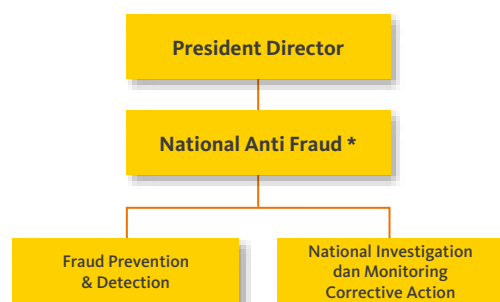 President Director
National Anti Fraud *
Fraud Prevention
& Detection
National Investigation
dan Monitoring
Corrective Action